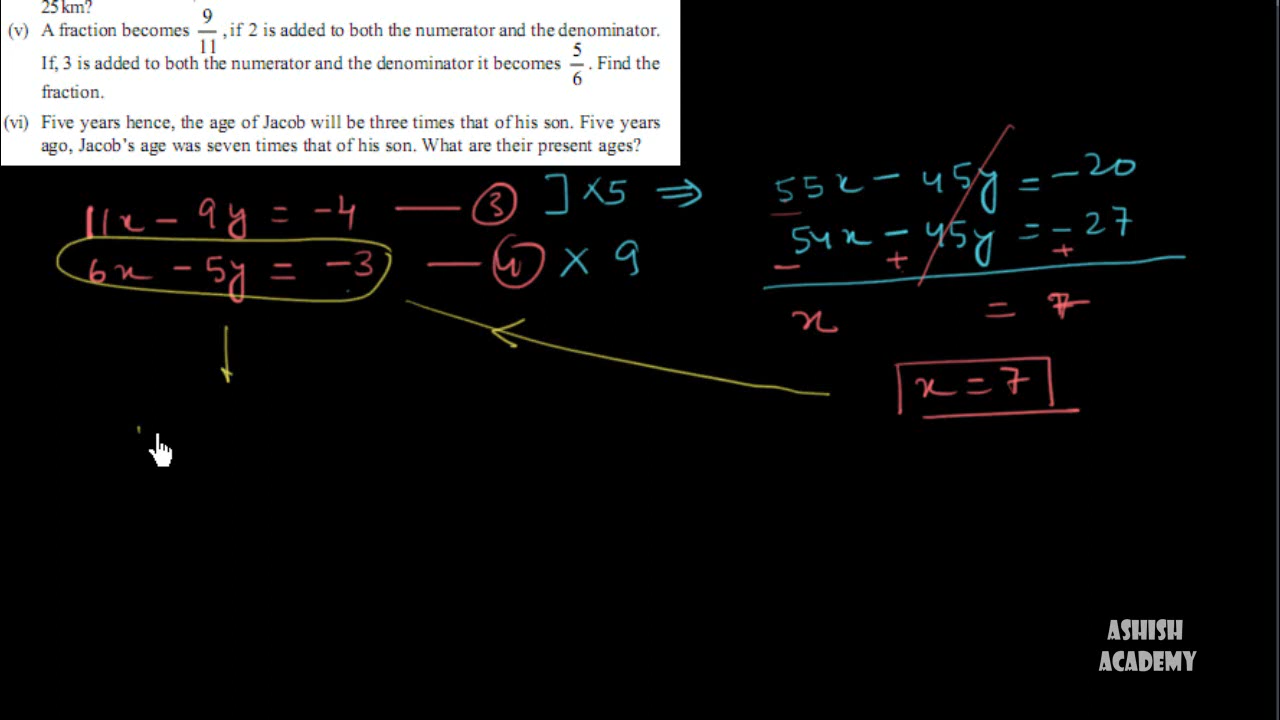 25 km?
(v) A fraction becomes 9/11, if 2 is added to both the numerator and the denominator.
If, 3 is added to both the numerator and the denominator it becomes 5/6. Find the
fraction.
(vi) Five years hence, the age of Jacob will be three times that of his son. Five years
ago, Jacob's age was seven times that of his son. What are their present ages?
11x - 9y = -4 — ③ ] ×5 ⇒
6x - 5y = -3 — ④ × 9
55x - 45y = -20
54x - 45y = -27
- + +
x = 7
x = 7
ASHISH
ACADEMY